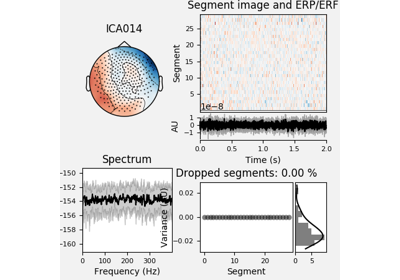 ICA014
Segment image and ERP/ERF
Segment
25
20
15
10
5
1e−8
AU
1
0
−1
0.0 0.5 1.0 1.5 2.0
Time (s)
Spectrum
−150
−152
−154
−156
−158
−160
0 100 200 300
Frequency (Hz)
Dropped segments: 0.00 %
Variance (AU)
0.02
0.00
−0.02
0 10 20
Segment
0 5